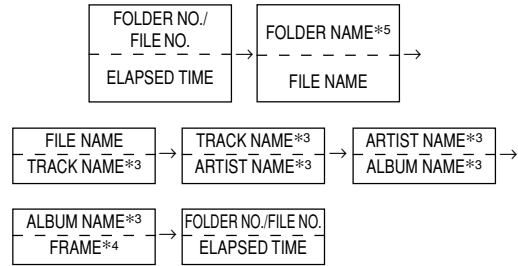 FOLDER NO./
FILE NO.
ELAPSED TIME
FOLDER NAME*5
FILE NAME
FILE NAME
TRACK NAME*3
TRACK NAME*3
ARTIST NAME*3
ARTIST NAME*3
ALBUM NAME*3
ALBUM NAME*3
FRAME*4
FOLDER NO./FILE NO.
ELAPSED TIME